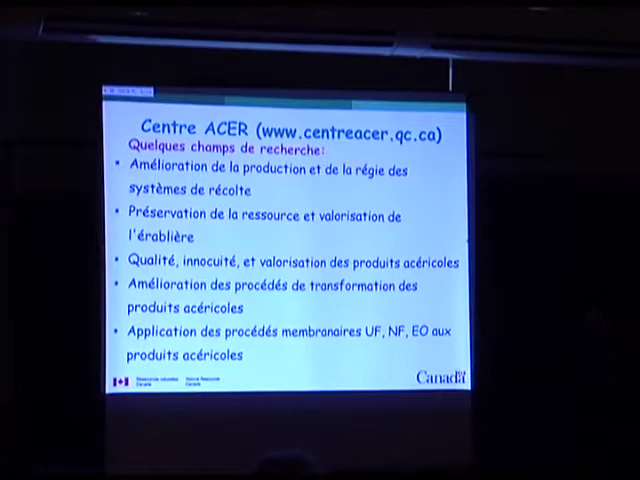 Centre ACER (www.centreacer.qc.ca)
Quelques champs de recherche:
• Amélioration de la production et de la régie des
systèmes de récolte
• Préservation de la ressource et valorisation de
l'érablière
• Qualité, innocuité, et valorisation des produits acéricoles
• Amélioration des procédés de transformation des
produits acéricoles
• Application des procédés membranaires UF, NF, EO aux
produits acéricoles
Ressources naturelles Natural Resources
Canada Canada
Canada